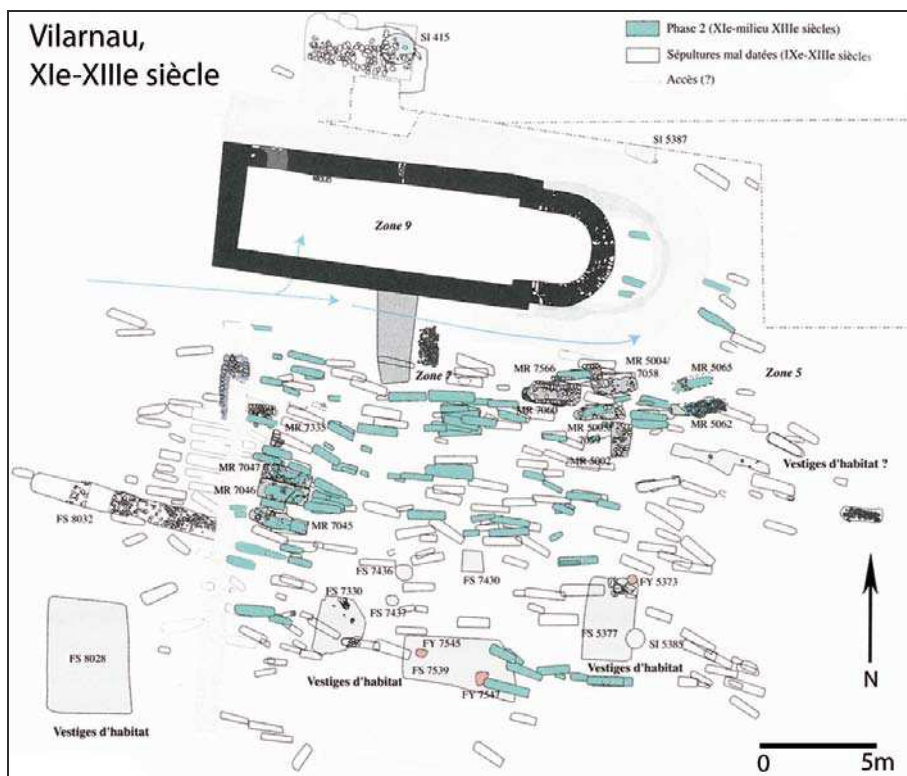 Vilarnau,
XIe-XIIIe siècle
SI 415
Phase 2 (XIe-milieu XIIIe siècles)
Sépultures mal datées (IXe-XIIIe siècles
Accès (?)
SI 5387
Zone 9
MR 7566
MR 5004/
7058
MR 5065
Zone 5
Zone 7
MR 7060
MR 5062
MR 7335
MR 5005/
7059
MR 5002
Vestiges d'habitat ?
MR 7047
MR 7046
FS 8032
MR 7045
FS 7436
FS 7430
FY 5373
FS 7330
FS 7437
FS 8028
FY 7545
FS 5377
SI 5385
FS 7539
Vestiges d'habitat
Vestiges d'habitat
FY 7547
Vestiges d'habitat
N
0 5m